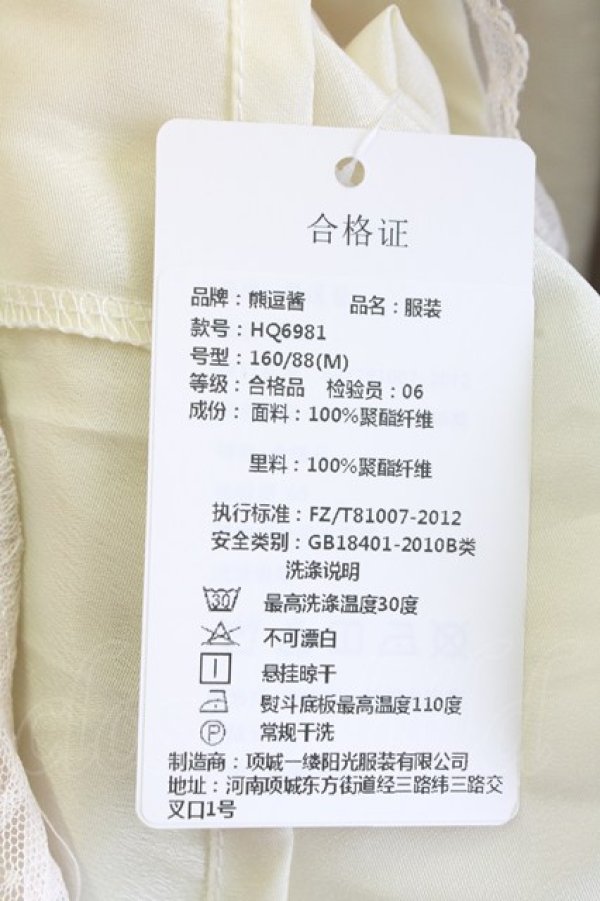 合格证
品牌：熊逗酱 品名：服装
款号：HQ6981
号型：160/88(M)
等级：合格品 检验员：06
成份：面料：100%聚酯纤维
里料：100%聚酯纤维
执行标准：FZ/T81007-2012
安全类别：GB18401-2010B类
洗涤说明
30 最高洗涤温度30度
不可漂白
悬挂晾干
熨斗底板最高温度110度
P 常规干洗
制造商：项城一缕阳光服装有限公司
地址：河南项城东方街道经三路纬三路交
叉口1号